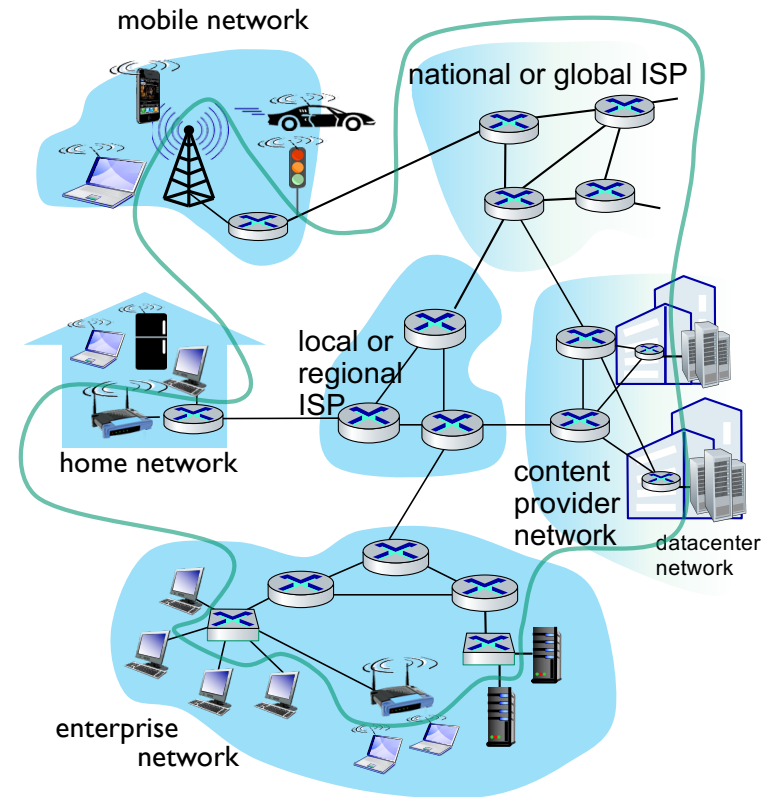 mobile network
national or global ISP
local or
regional
ISP
home network
content
provider
network
datacenter
network
enterprise
network